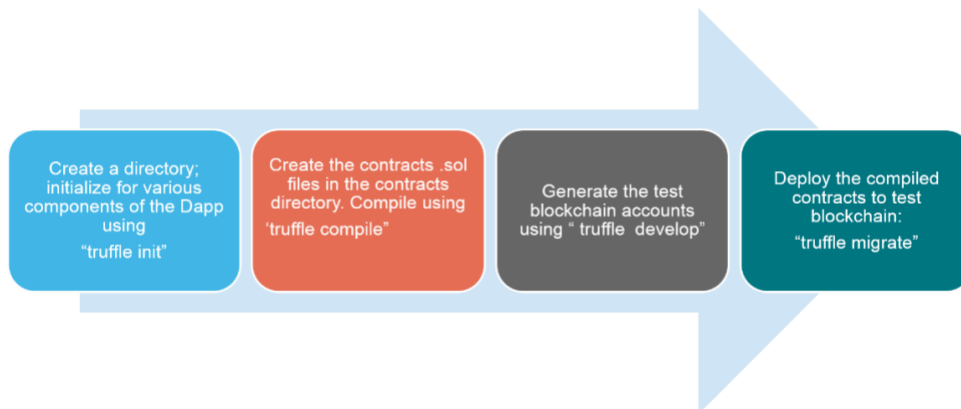 Create a directory;
initialize for various
components of the Dapp
using
“truffle init”
Create the contracts .sol
files in the contracts
directory. Compile using
‘truffle compile”
Generate the test
blockchain accounts
using “ truffle  develop”
Deploy the compiled
contracts to test
blockchain:
“truffle migrate”